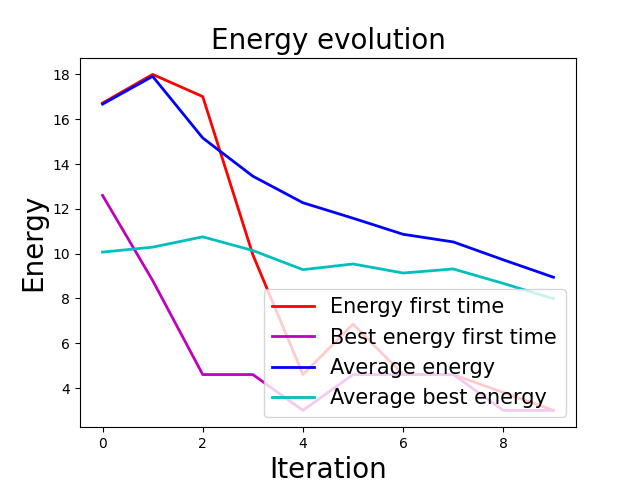 Energy evolution
18
16
14
12
10
8
6
4
Energy
Energy first time
Best energy first time
Average energy
Average best energy
0 2 4 6 8
Iteration